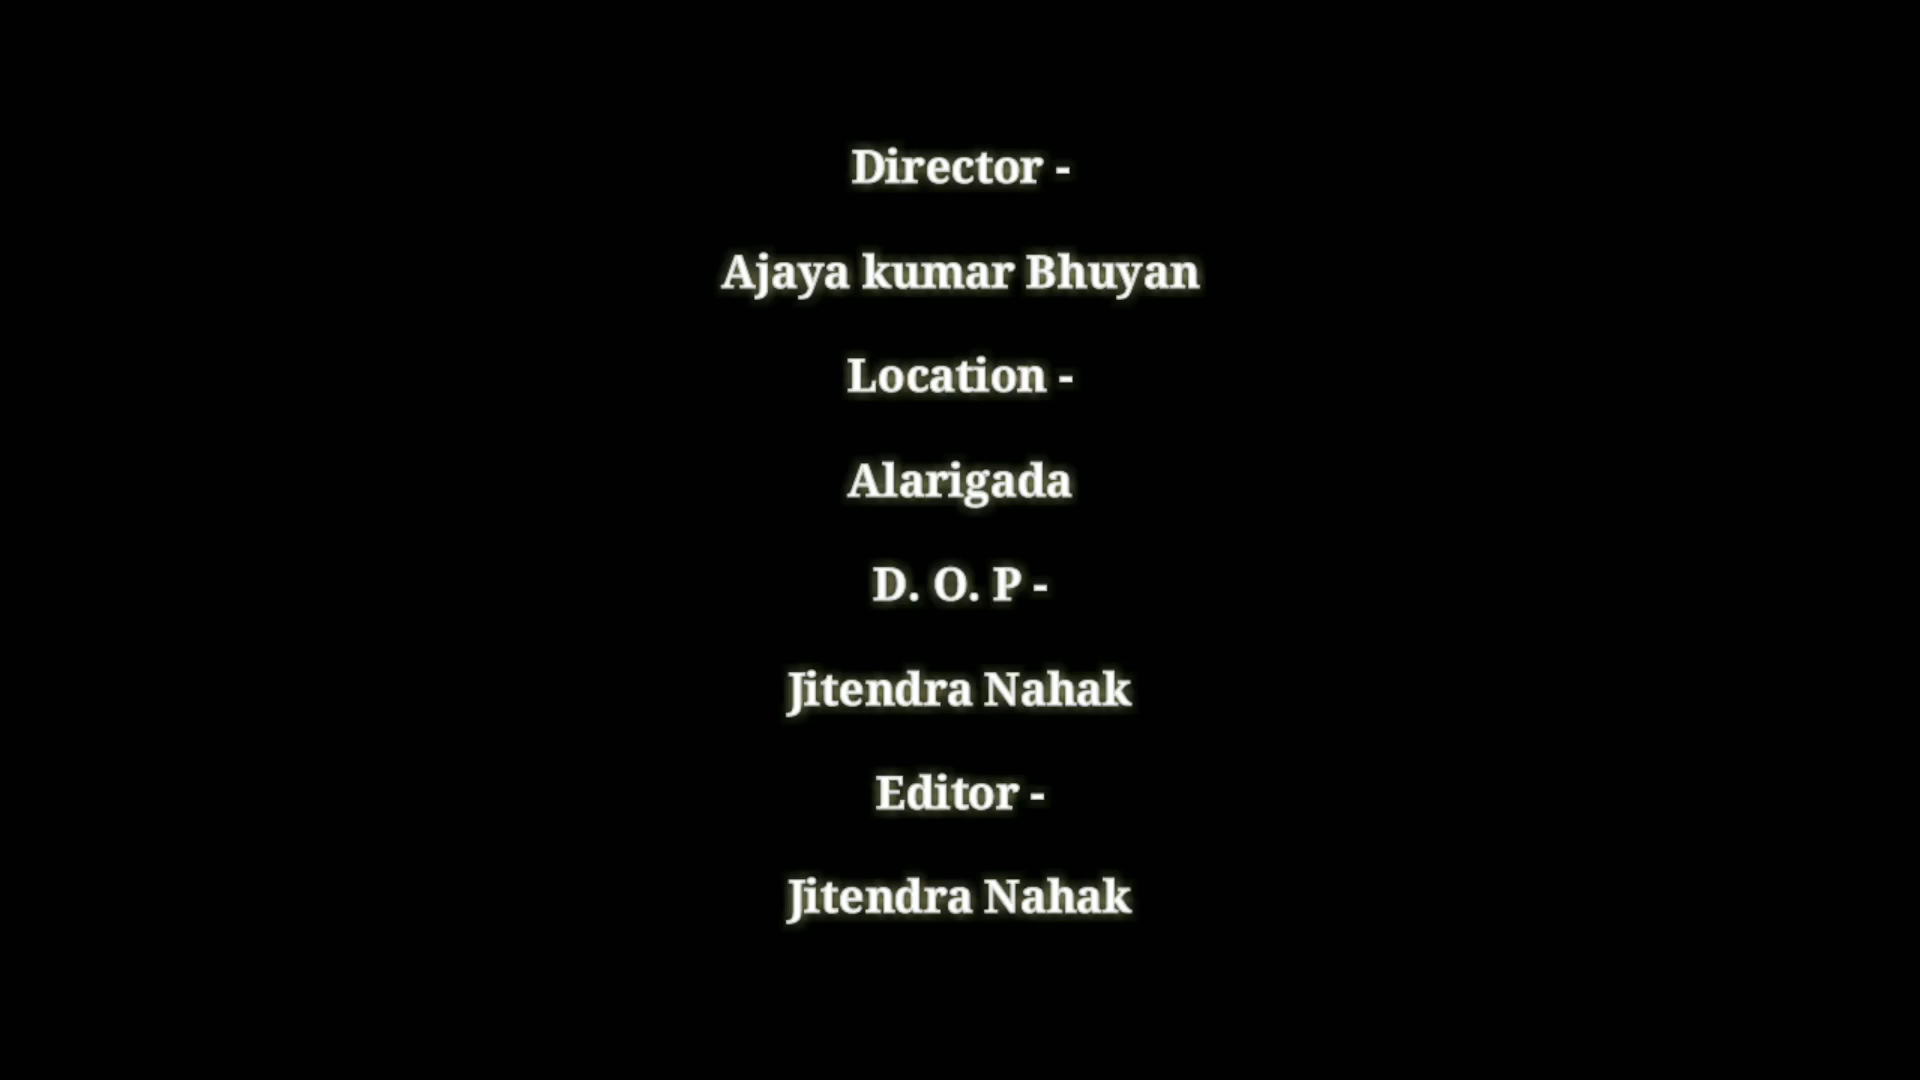 Director -
Ajaya kumar Bhuyan
Location -
Alarigada
D. O. P -
Jitendra Nahak
Editor -
Jitendra Nahak